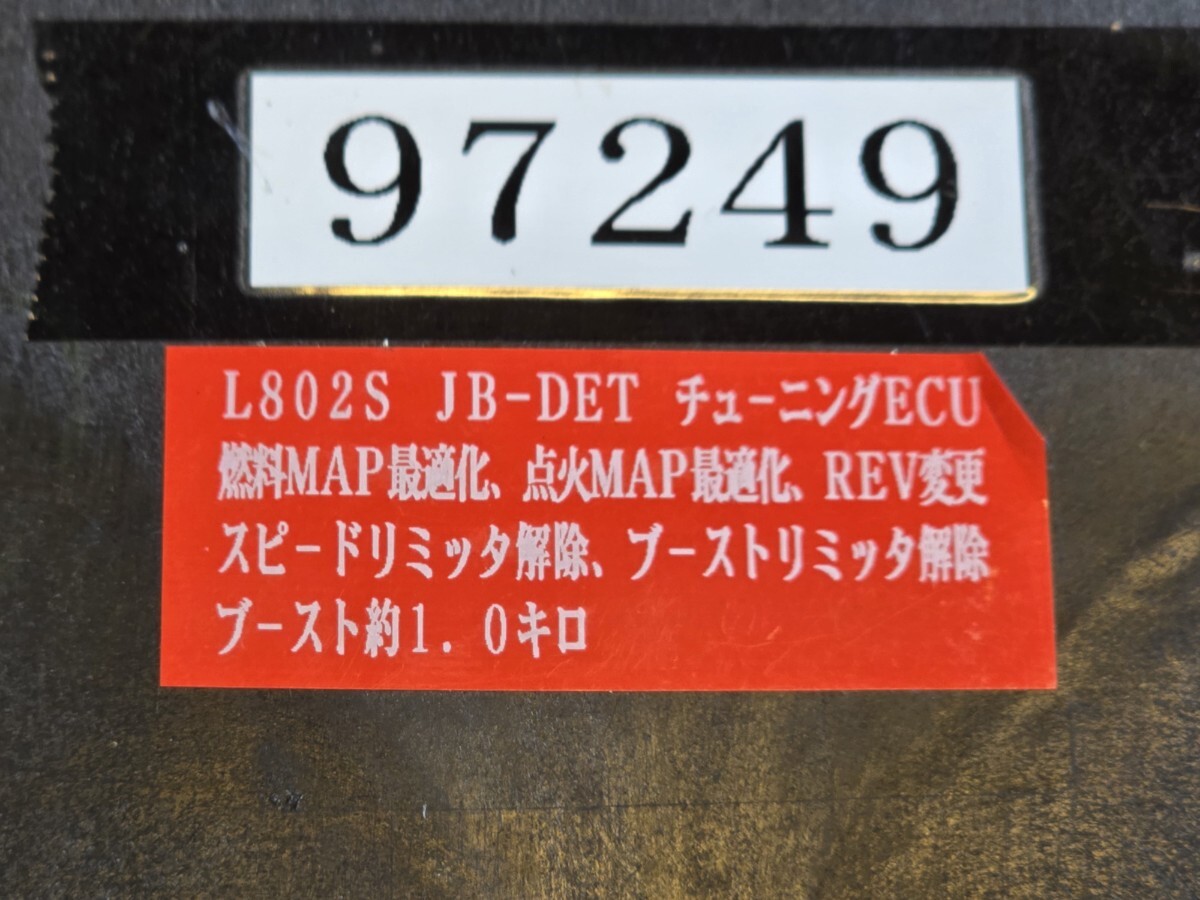 97249
L802S JB-DET チューニングECU
燃料MAP最適化、点火MAP最適化、REV変更
スピードリミッタ解除、ブーストリミッタ解除
ブースト約1.0キロ